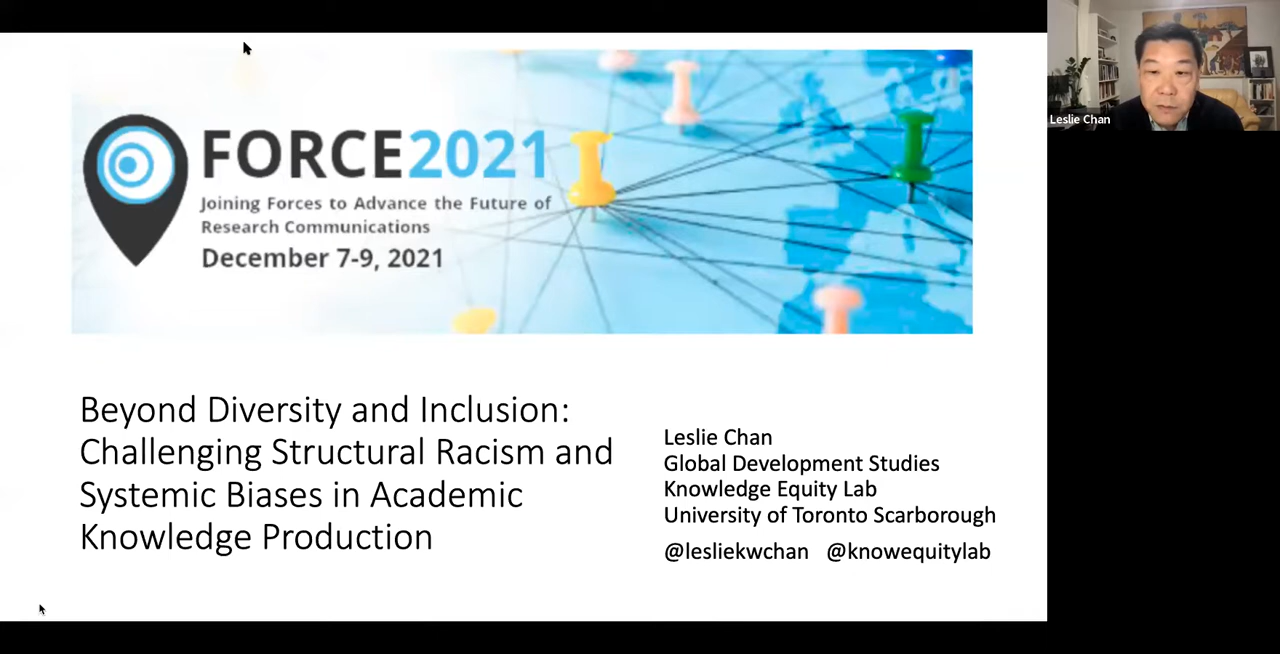 FORCE2021
Joining Forces to Advance the Future of
Research Communications
December 7-9, 2021
Beyond Diversity and Inclusion:
Challenging Structural Racism and
Systemic Biases in Academic
Knowledge Production
Leslie Chan
Global Development Studies
Knowledge Equity Lab
University of Toronto Scarborough
@lesliekwchan @knowequitylab
Leslie Chan